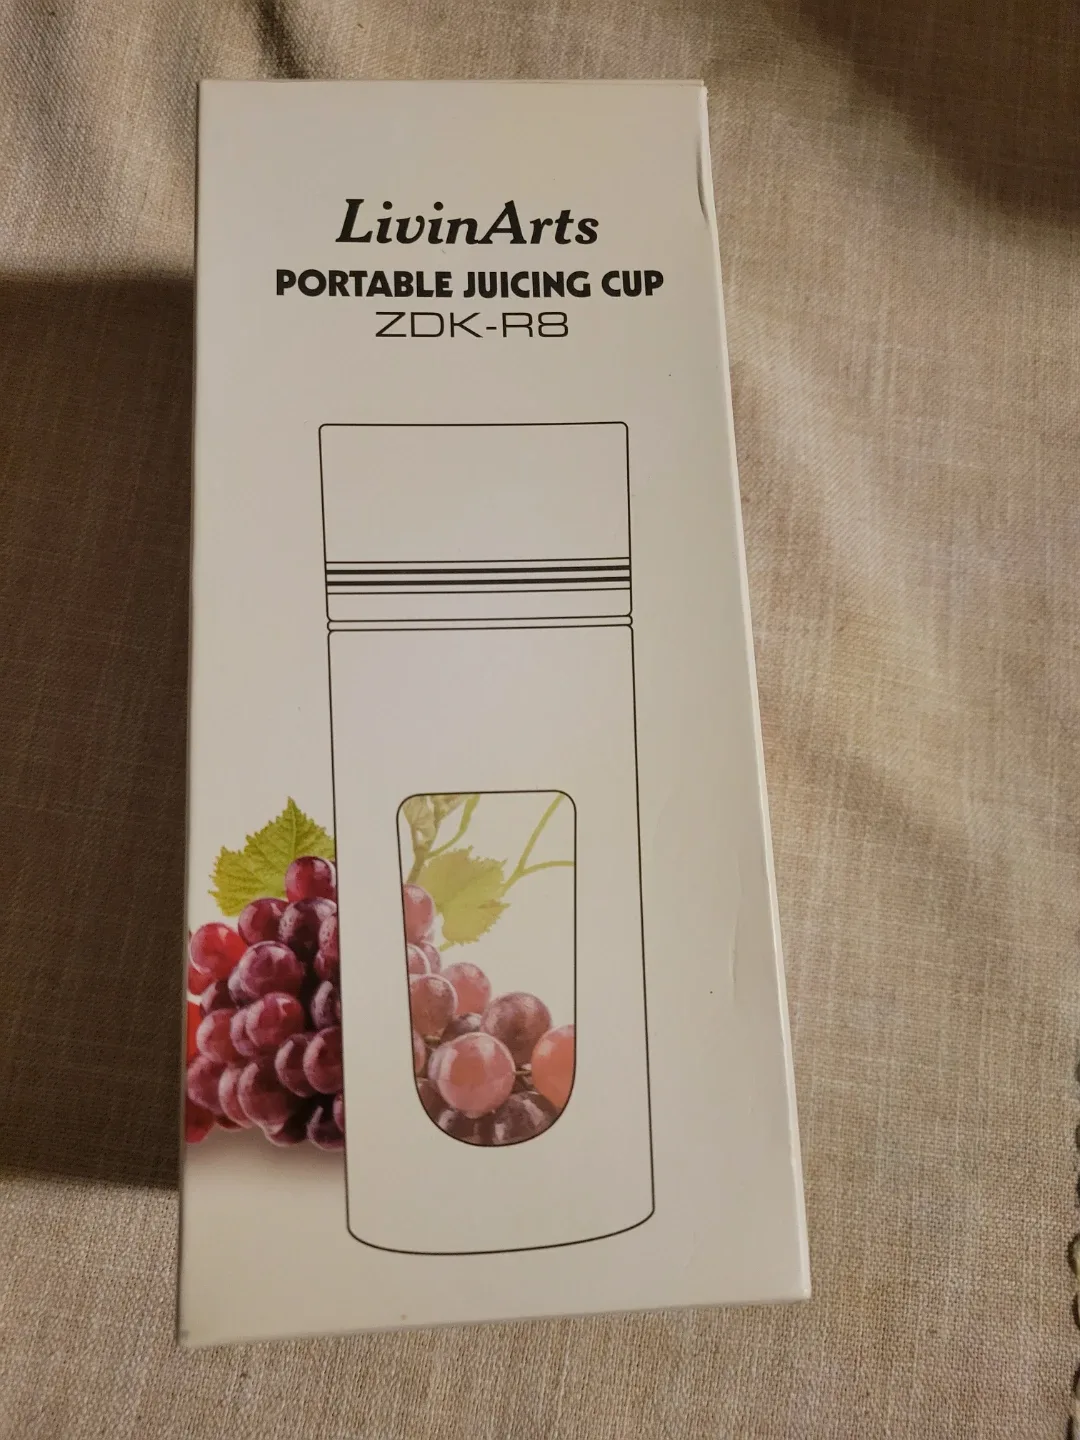 LivinArts
PORTABLE JUICING CUP
ZDK-R8